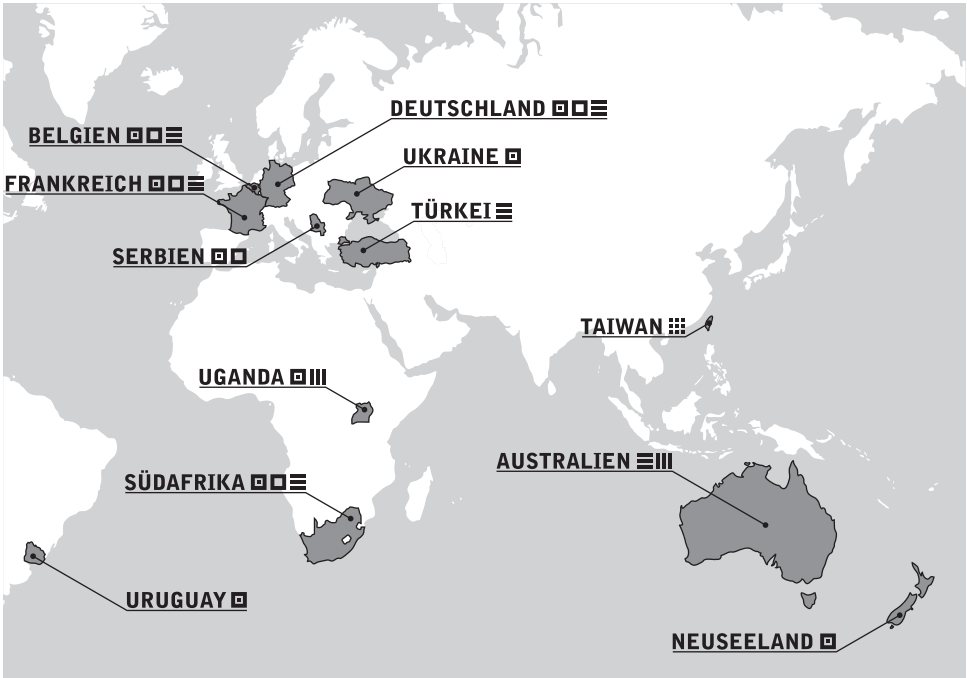 DEUTSCHLAND
BELGIEN
UKRAINE
FRANKREICH
TÜRKEI
SERBIEN
TAIWAN
UGANDA
AUSTRALIEN
SÜDAFRIKA
URUGUAY
NEUSEELAND